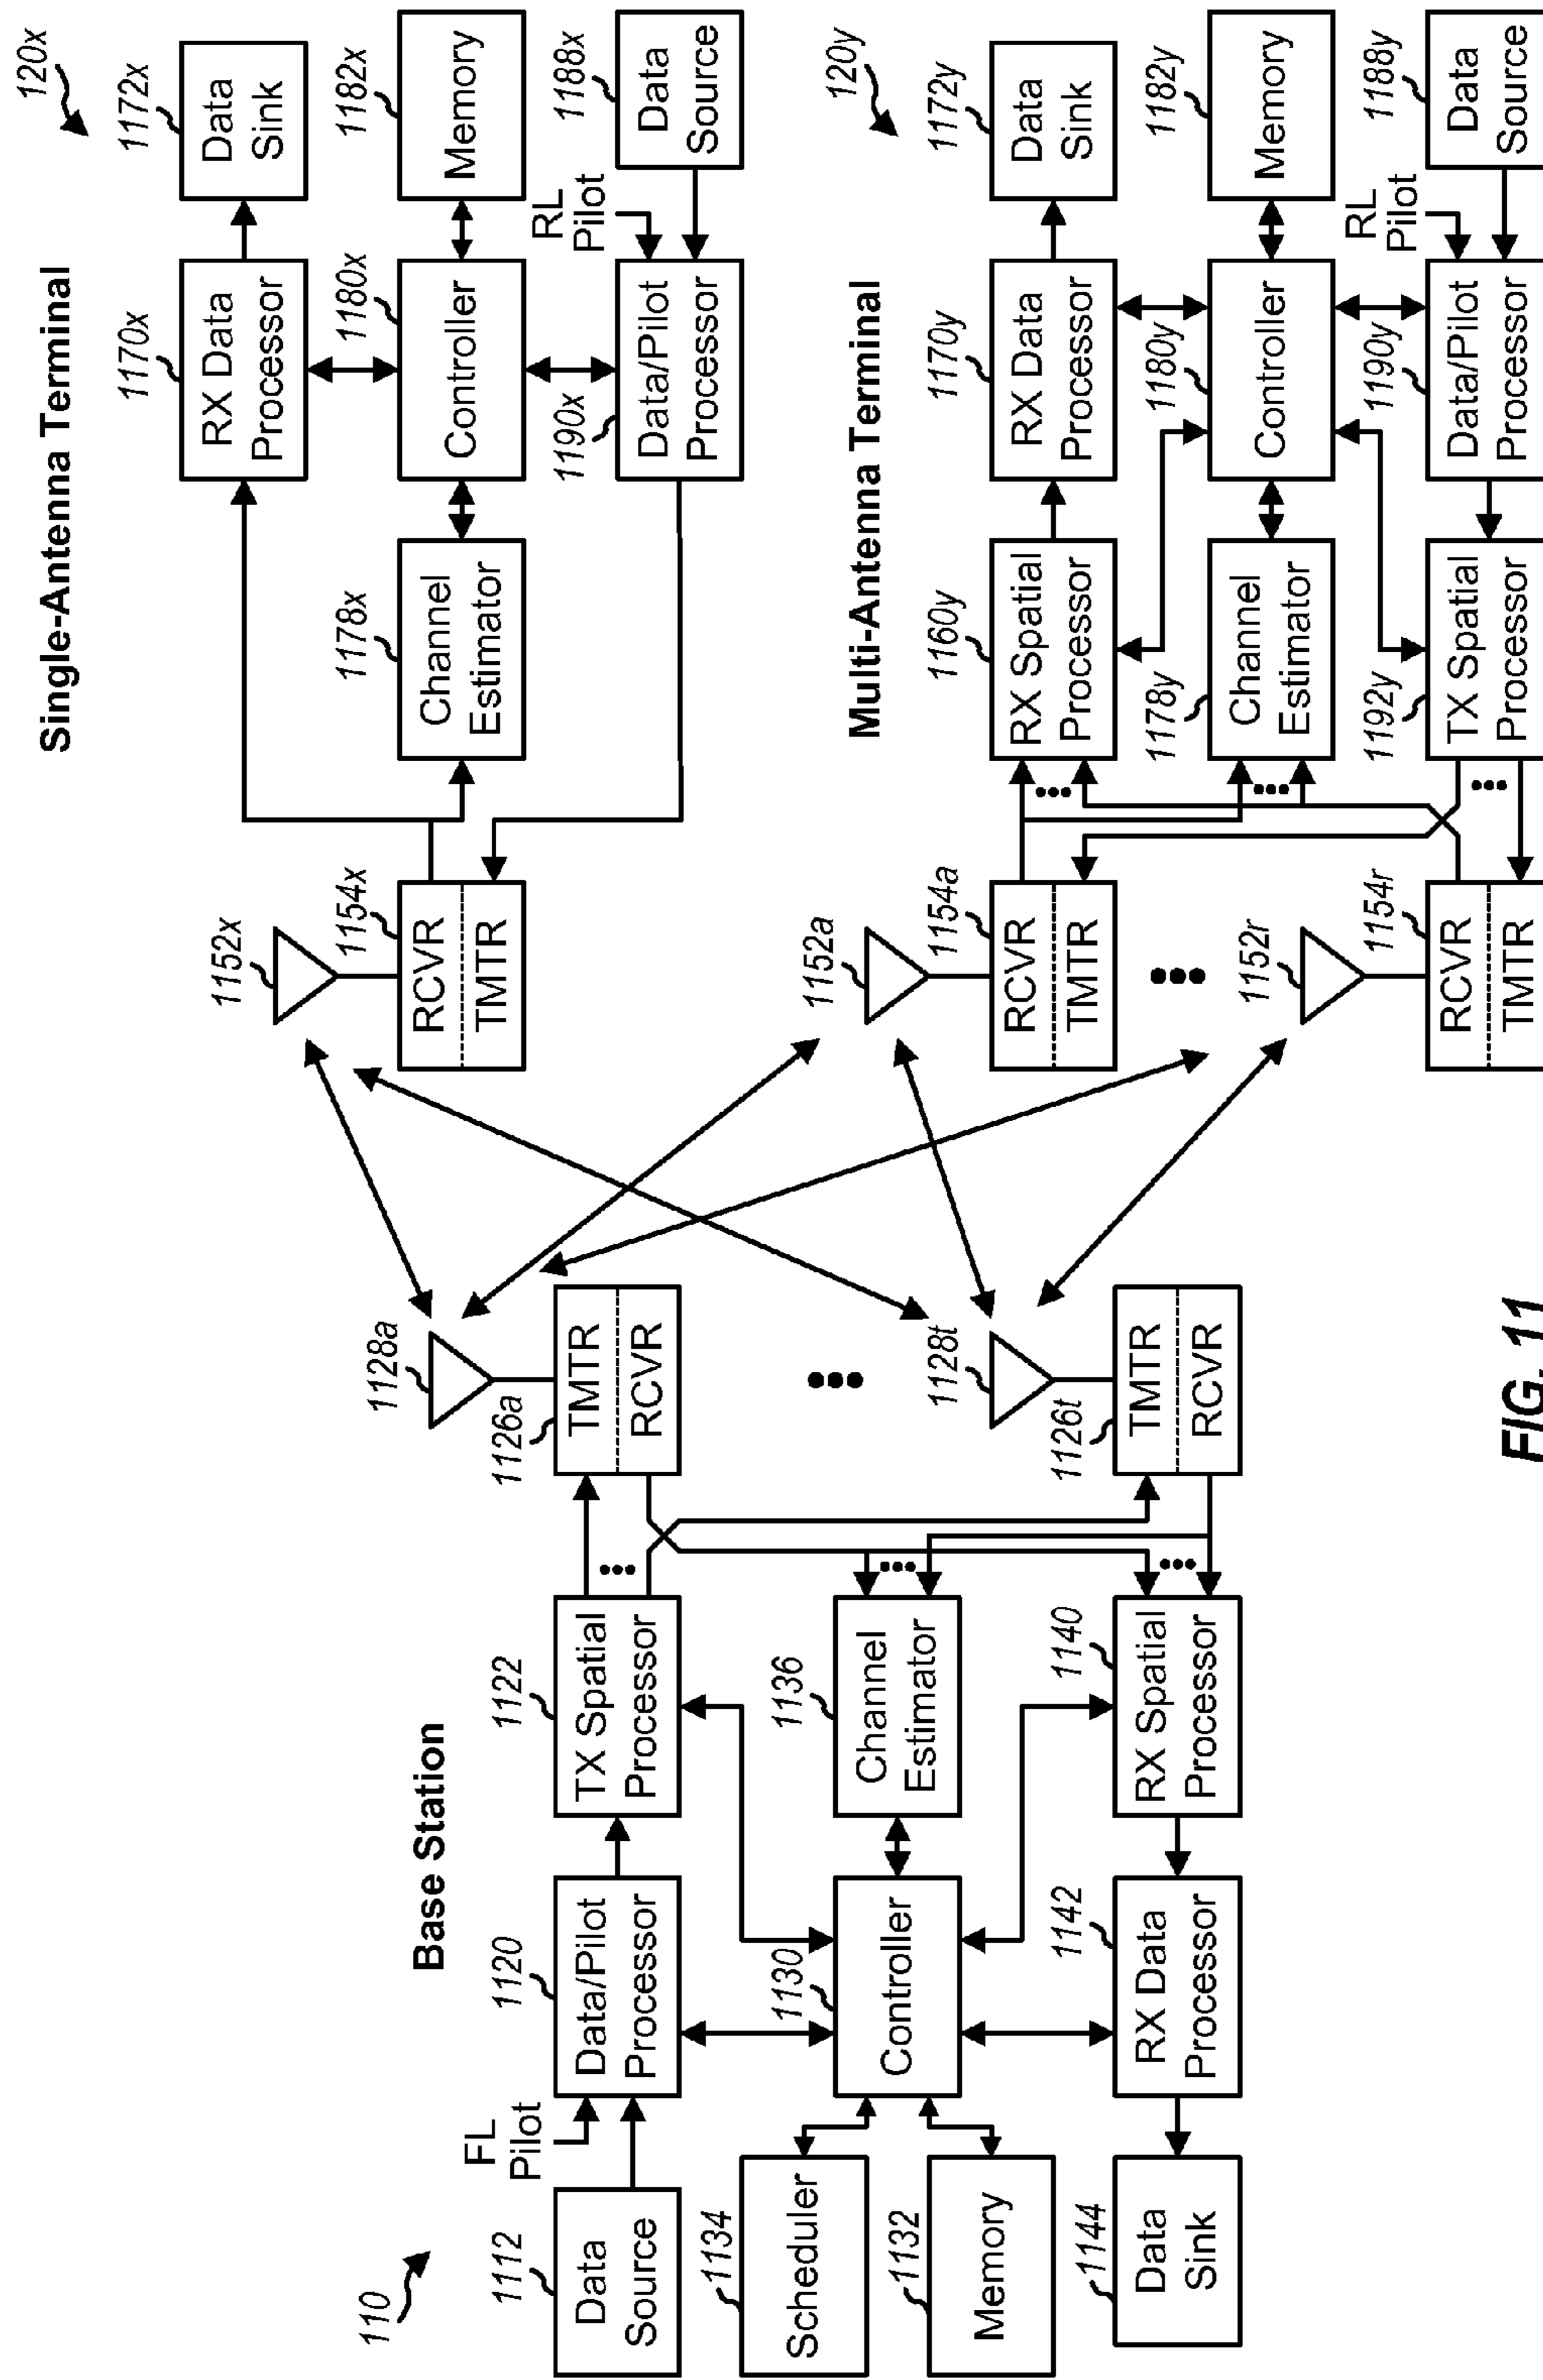 110
Base Station
1112
Data
Source
FL
Pilot
1120
Data/Pilot
Processor
1122
TX Spatial
Processor
1134
Scheduler
1132
Memory
1130
Controller
1136
Channel
Estimator
1144
Data
Sink
1142
RX Data
Processor
1140
RX Spatial
Processor
1128a
1126a
TMTR
RCVR
1128t
1126t
TMTR
RCVR
Single-Antenna Terminal
120x
1152x
1154x
RCVR
TMTR
1170x
RX Data
Processor
1172x
Data
Sink
1178x
Channel
Estimator
1180x
Controller
1182x
Memory
1190x
Data/Pilot
Processor
RL
Pilot
1188x
Data
Source
Multi-Antenna Terminal
120y
1152a
1154a
RCVR
TMTR
1152r
1154r
RCVR
TMTR
1160y
RX Spatial
Processor
1170y
RX Data
Processor
1172y
Data
Sink
1178y
Channel
Estimator
1180y
Controller
1182y
Memory
1192y
TX Spatial
Processor
1190y
Data/Pilot
Processor
RL
Pilot
1188y
Data
Source
FIG. 11